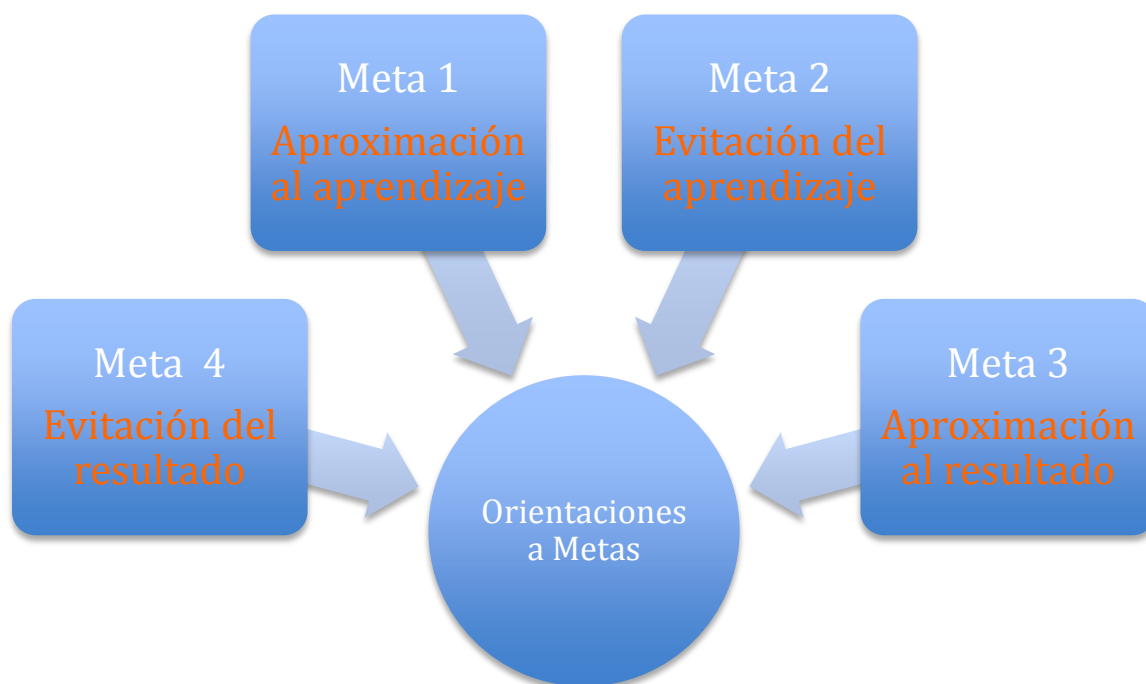 Meta 1
Aproximación
al aprendizaje
Meta 2
Evitación del
aprendizaje
Meta 4
Evitación del
resultado
Meta 3
Aproximación
al resultado
Orientaciones
a Metas